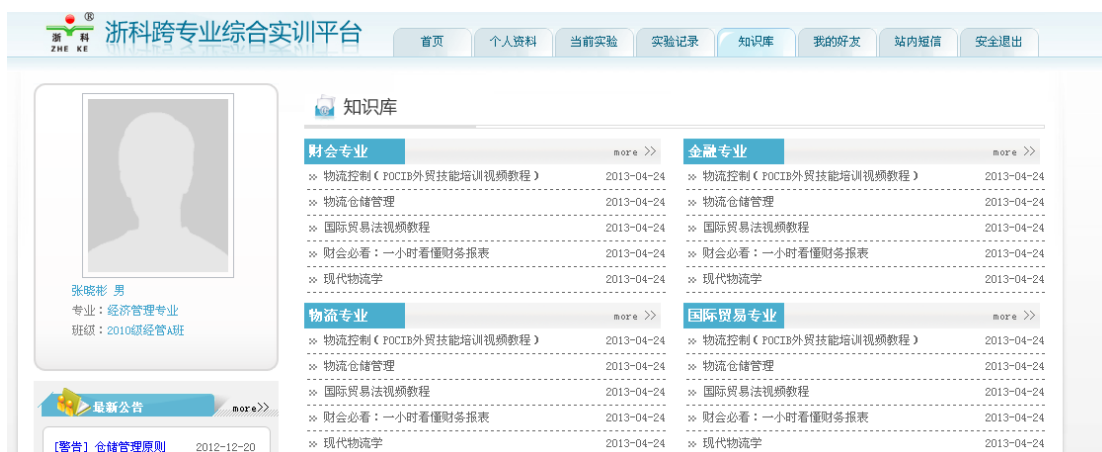 ®
浙 科
ZHE KE
浙科跨专业综合实训平台
首页 个人资料 当前实验 实验记录 知识库 我的好友 站内短信 安全退出
知识库
财会专业 more >>
» 物流控制(POCIB外贸技能培训视频教程) 2013-04-24
» 物流仓储管理 2013-04-24
» 国际贸易法视频教程 2013-04-24
» 财会必看:一小时看懂财务报表 2013-04-24
» 现代物流学 2013-04-24
金融专业 more >>
» 物流控制(POCIB外贸技能培训视频教程) 2013-04-24
» 物流仓储管理 2013-04-24
» 国际贸易法视频教程 2013-04-24
» 财会必看:一小时看懂财务报表 2013-04-24
» 现代物流学 2013-04-24
张晓彬 男
专业:经济管理专业
班级:2010级经管A班
物流专业 more >>
» 物流控制(POCIB外贸技能培训视频教程) 2013-04-24
» 物流仓储管理 2013-04-24
» 国际贸易法视频教程 2013-04-24
» 财会必看:一小时看懂财务报表 2013-04-24
» 现代物流学 2013-04-24
国际贸易专业 more >>
» 物流控制(POCIB外贸技能培训视频教程) 2013-04-24
» 物流仓储管理 2013-04-24
» 国际贸易法视频教程 2013-04-24
» 财会必看:一小时看懂财务报表 2013-04-24
» 现代物流学 2013-04-24
最新公告 more>>
[警告] 仓储管理原则 2012-12-20